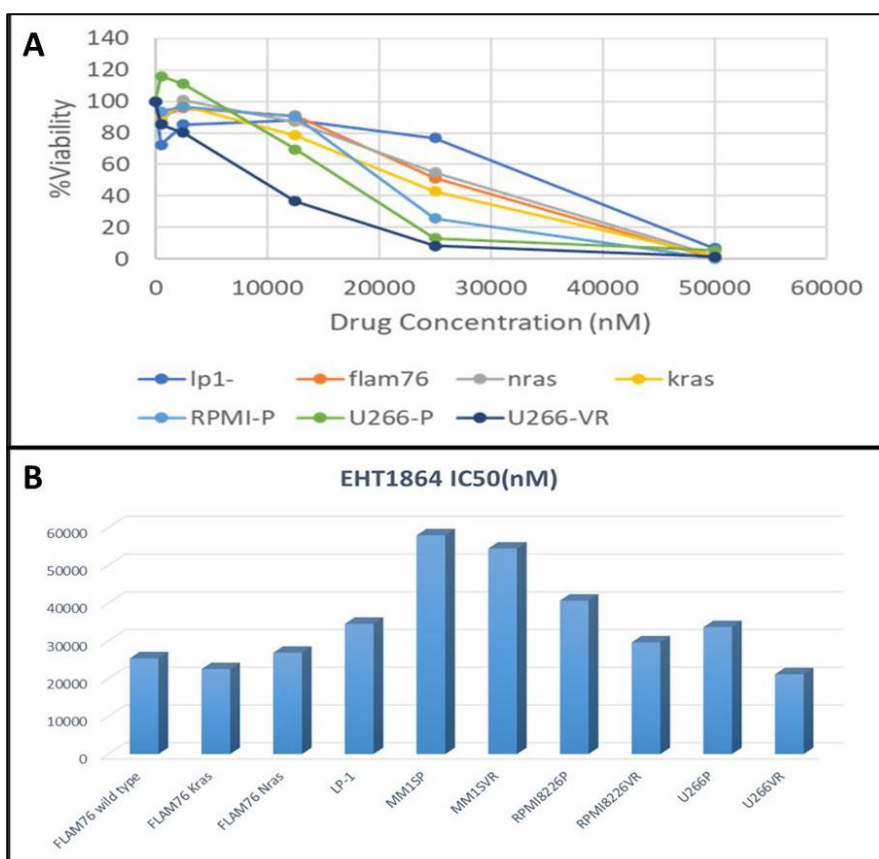 A
140
120
100
80
60
40
20
0
%Viability
0 10000 20000 30000 40000 50000 60000
Drug Concentration (nM)
lp1- flam76 nras kras
RPMI-P U266-P U266-VR
B
EHT1864 IC50(nM)
60000
50000
40000
30000
20000
10000
0
FLAM76 wild type
FLAM76 Kras
FLAM76 Nras
LP-1
MM1SP
MM1SVR
RPMI8226P
RPMI8226VR
U266P
U266VR